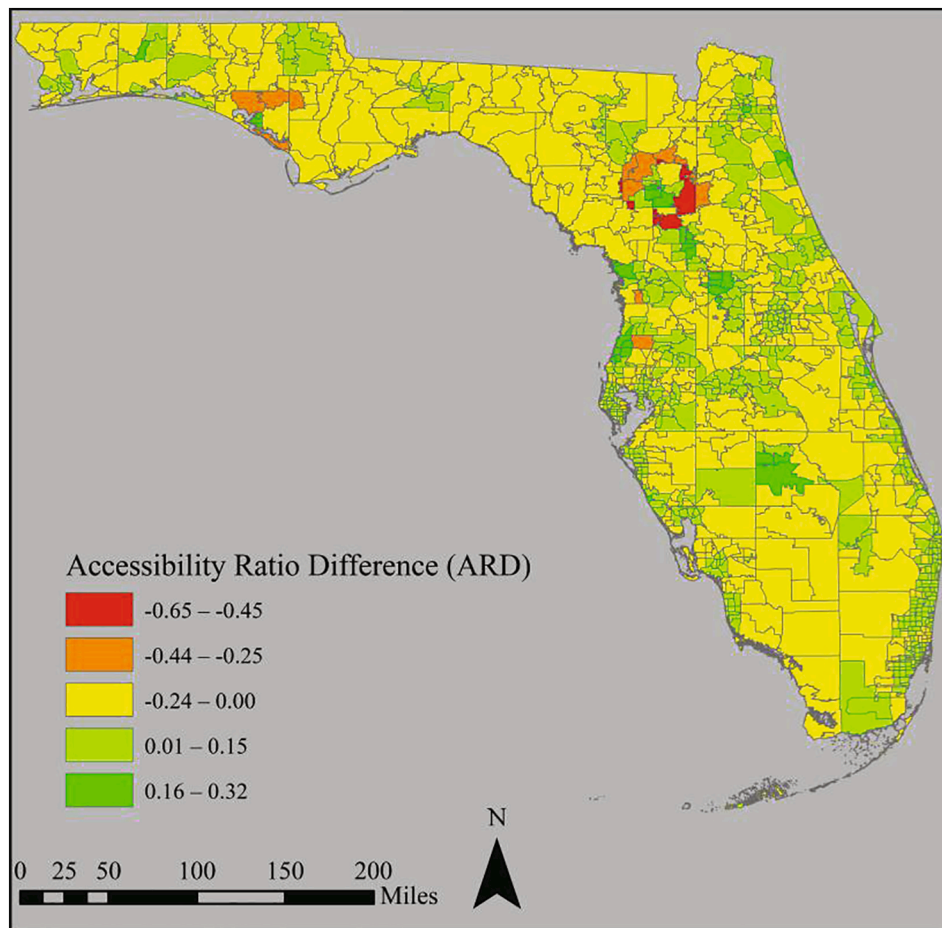 Accessibility Ratio Difference (ARD)
-0.65 – -0.45
-0.44 – -0.25
-0.24 – 0.00
0.01 – 0.15
0.16 – 0.32
N
0 25 50 100 150 200
Miles